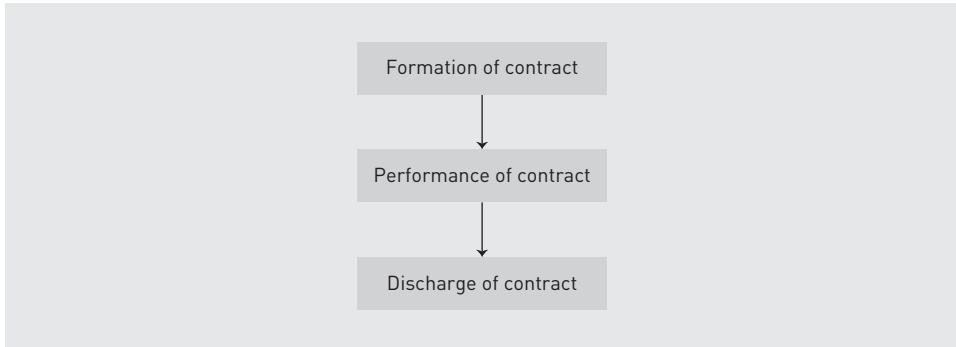 Formation of contract
Performance of contract
Discharge of contract